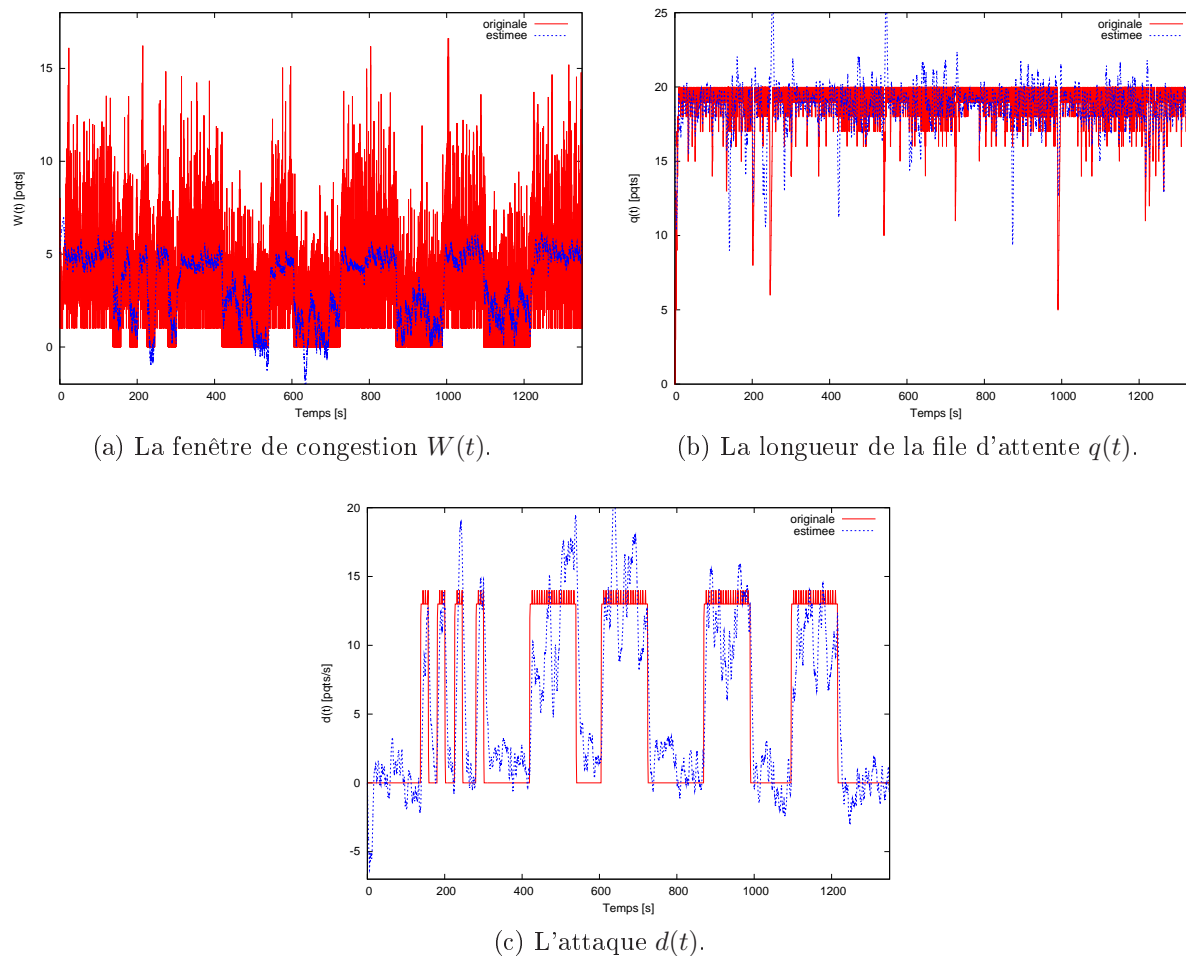 originale
estimee
W(t) [pqts]
15
10
5
0
0 200 400 600 800 1000 1200
Temps [s]
(a) La fenêtre de congestion W(t).
originale
estimee
q(t) [pqts]
25
20
15
10
5
0
0 200 400 600 800 1000 1200
Temps [s]
(b) La longueur de la file d'attente q(t).
originale
estimee
d(t) [pqts/s]
20
15
10
5
0
-5
0 200 400 600 800 1000 1200
Temps [s]
(c) L'attaque d(t).